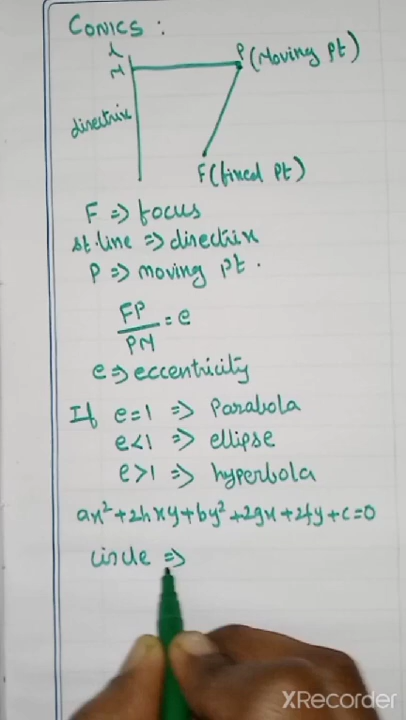 CONICS :
l
M
P (Moving Pt)
directrix
F (fixed Pt)
F => focus
st. line => directrix
P => moving Pt.
FP
PM = e
e => eccentricity
If e=1 => Parabola
e<1 => ellipse
e>1 => hyperbola
ax²+2hxy+by²+2gx+2fy+c=0
circle =>
XRecorder